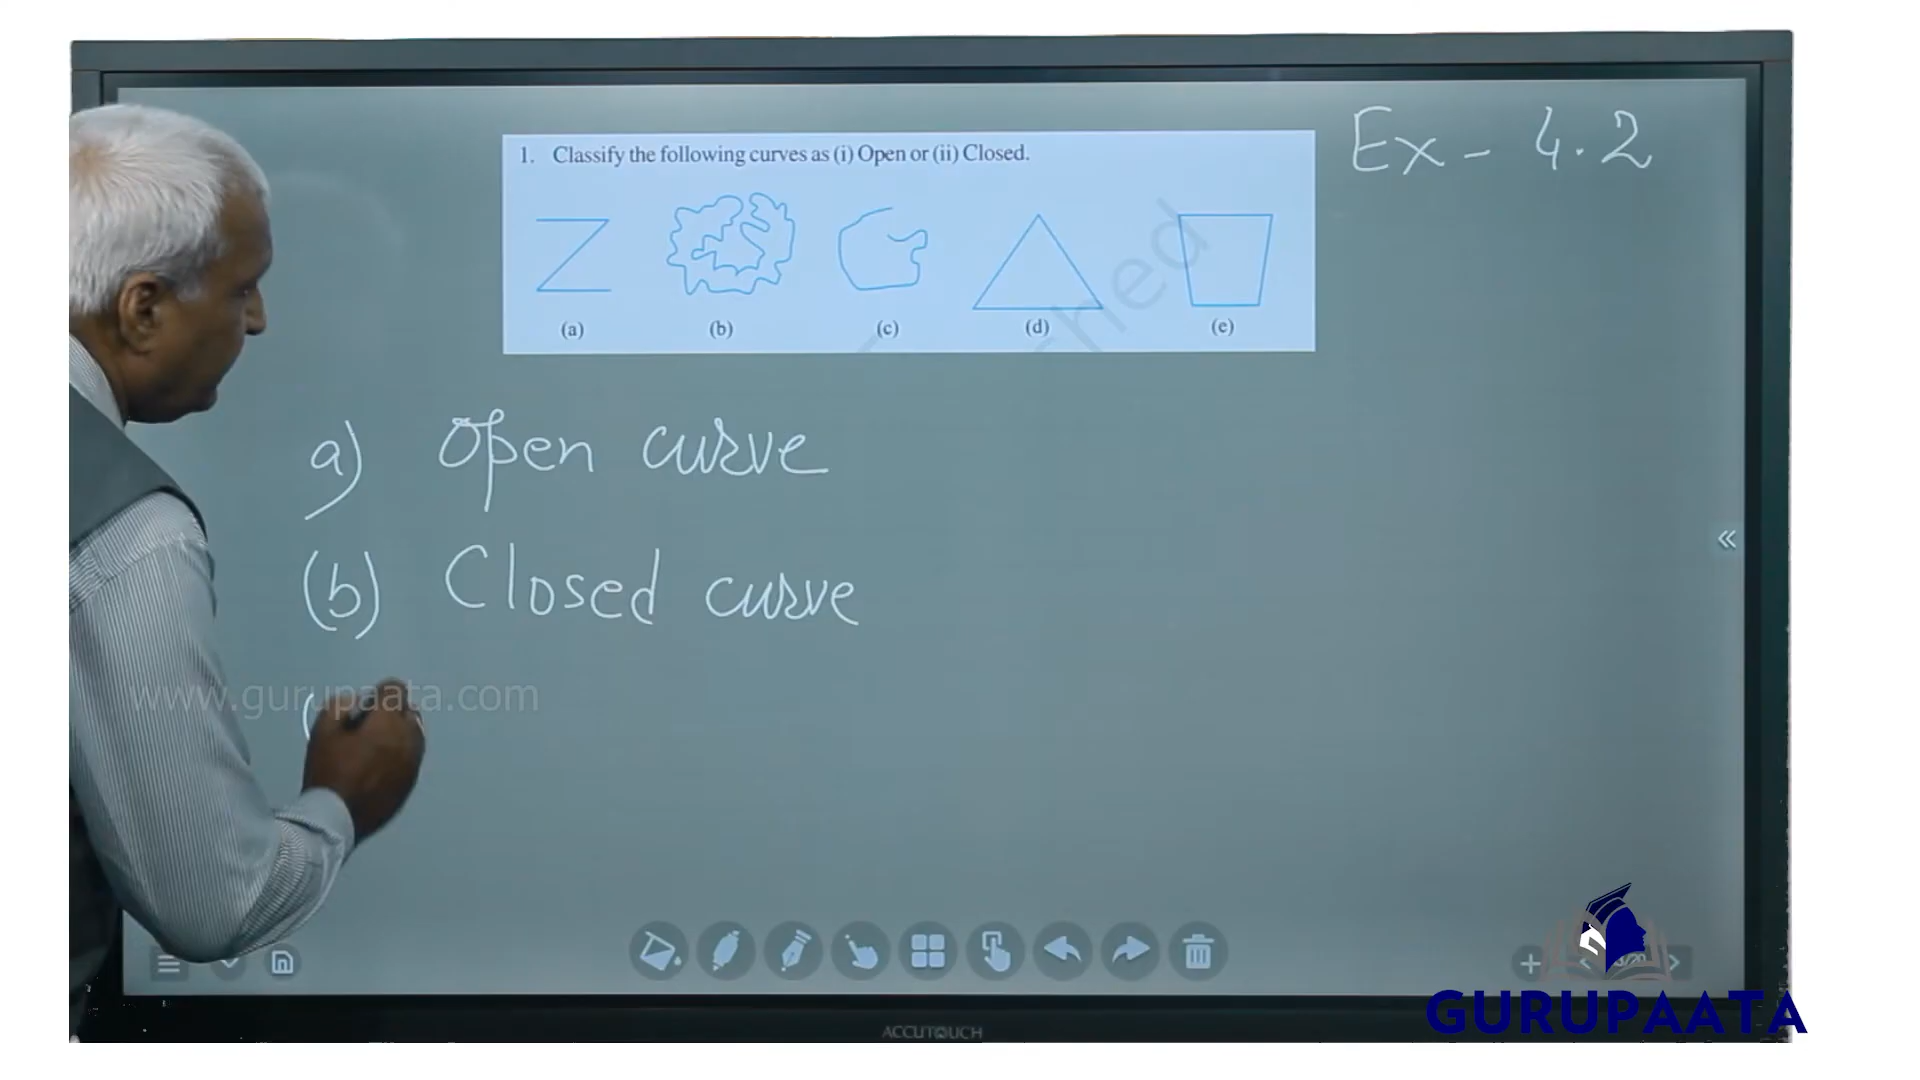 Ex - 4.2
1. Classify the following curves as (i) Open or (ii) Closed.
(a) (b) (c) (d) (e)
a) Open curve
(b) Closed curve
(
www.gurupaata.com
GURUPAATA
ACCUTOUCH